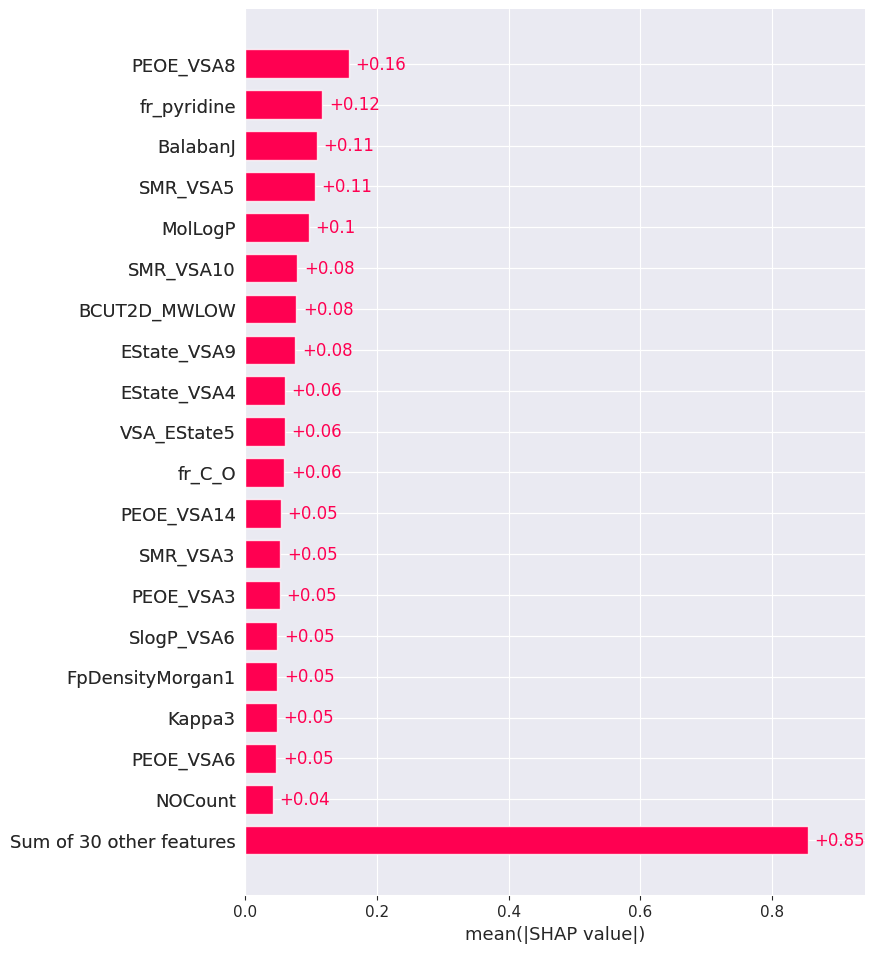 PEOE_VSA8 +0.16
fr_pyridine +0.12
BalabanJ +0.11
SMR_VSA5 +0.11
MolLogP +0.1
SMR_VSA10 +0.08
BCUT2D_MWLOW +0.08
EState_VSA9 +0.08
EState_VSA4 +0.06
VSA_EState5 +0.06
fr_C_O +0.06
PEOE_VSA14 +0.05
SMR_VSA3 +0.05
PEOE_VSA3 +0.05
SlogP_VSA6 +0.05
FpDensityMorgan1 +0.05
Kappa3 +0.05
PEOE_VSA6 +0.05
NOCount +0.04
Sum of 30 other features +0.85
0.0 0.2 0.4 0.6 0.8
mean(|SHAP value|)